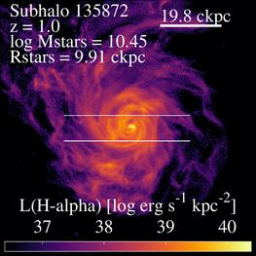 Subhalo 135872
19.8 ckpc
z = 1.0
log Mstars = 10.45
Rstars = 9.91 ckpc
L(H-alpha) [log erg s⁻¹ kpc⁻²]
37 38 39 40